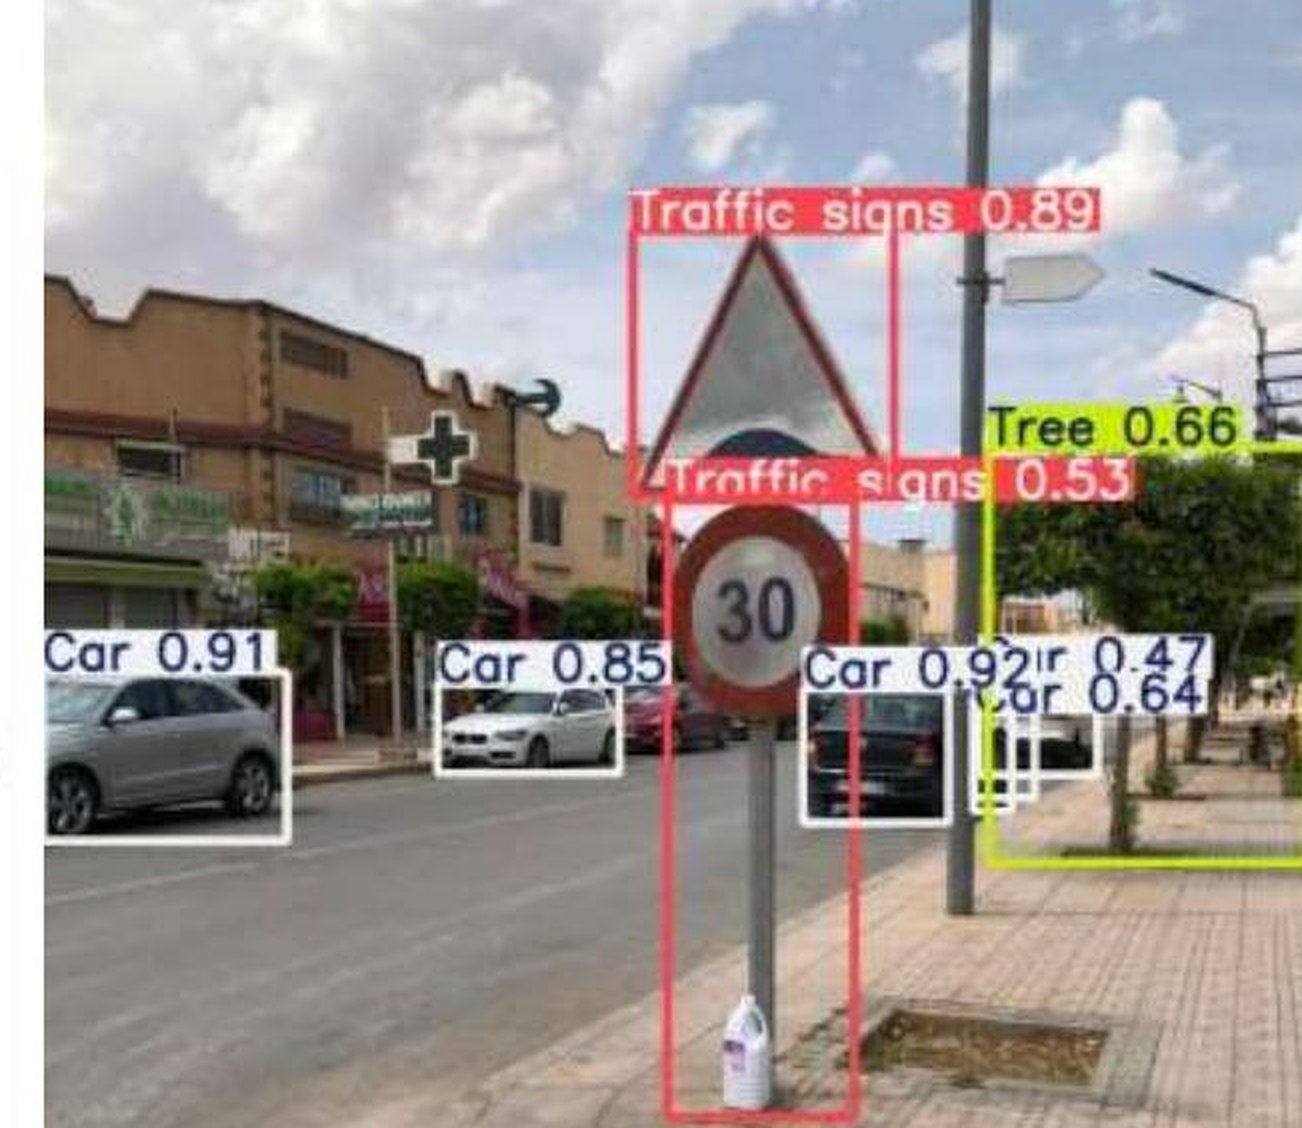 Traffic signs 0.89
Tree 0.66
Traffic signs 0.53
30
Car 0.91
Car 0.85
Car 0.92
0.47
Car 0.64